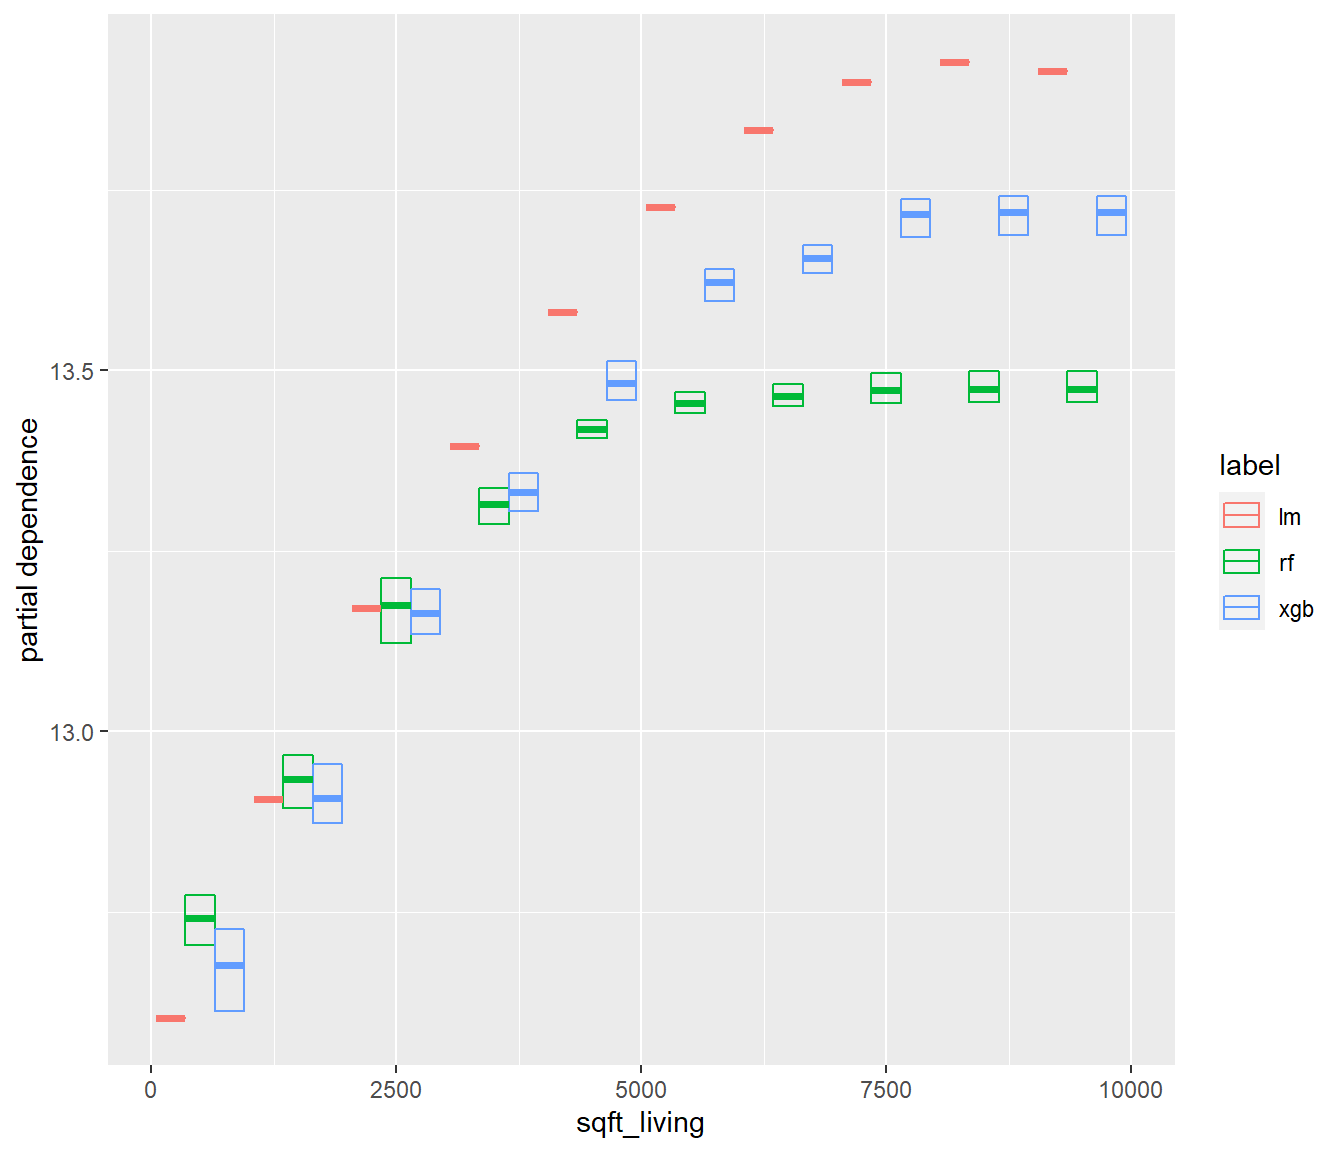 partial dependence
13.5
13.0
0
2500
5000
7500
10000
sqft_living
label
lm
rf
xgb